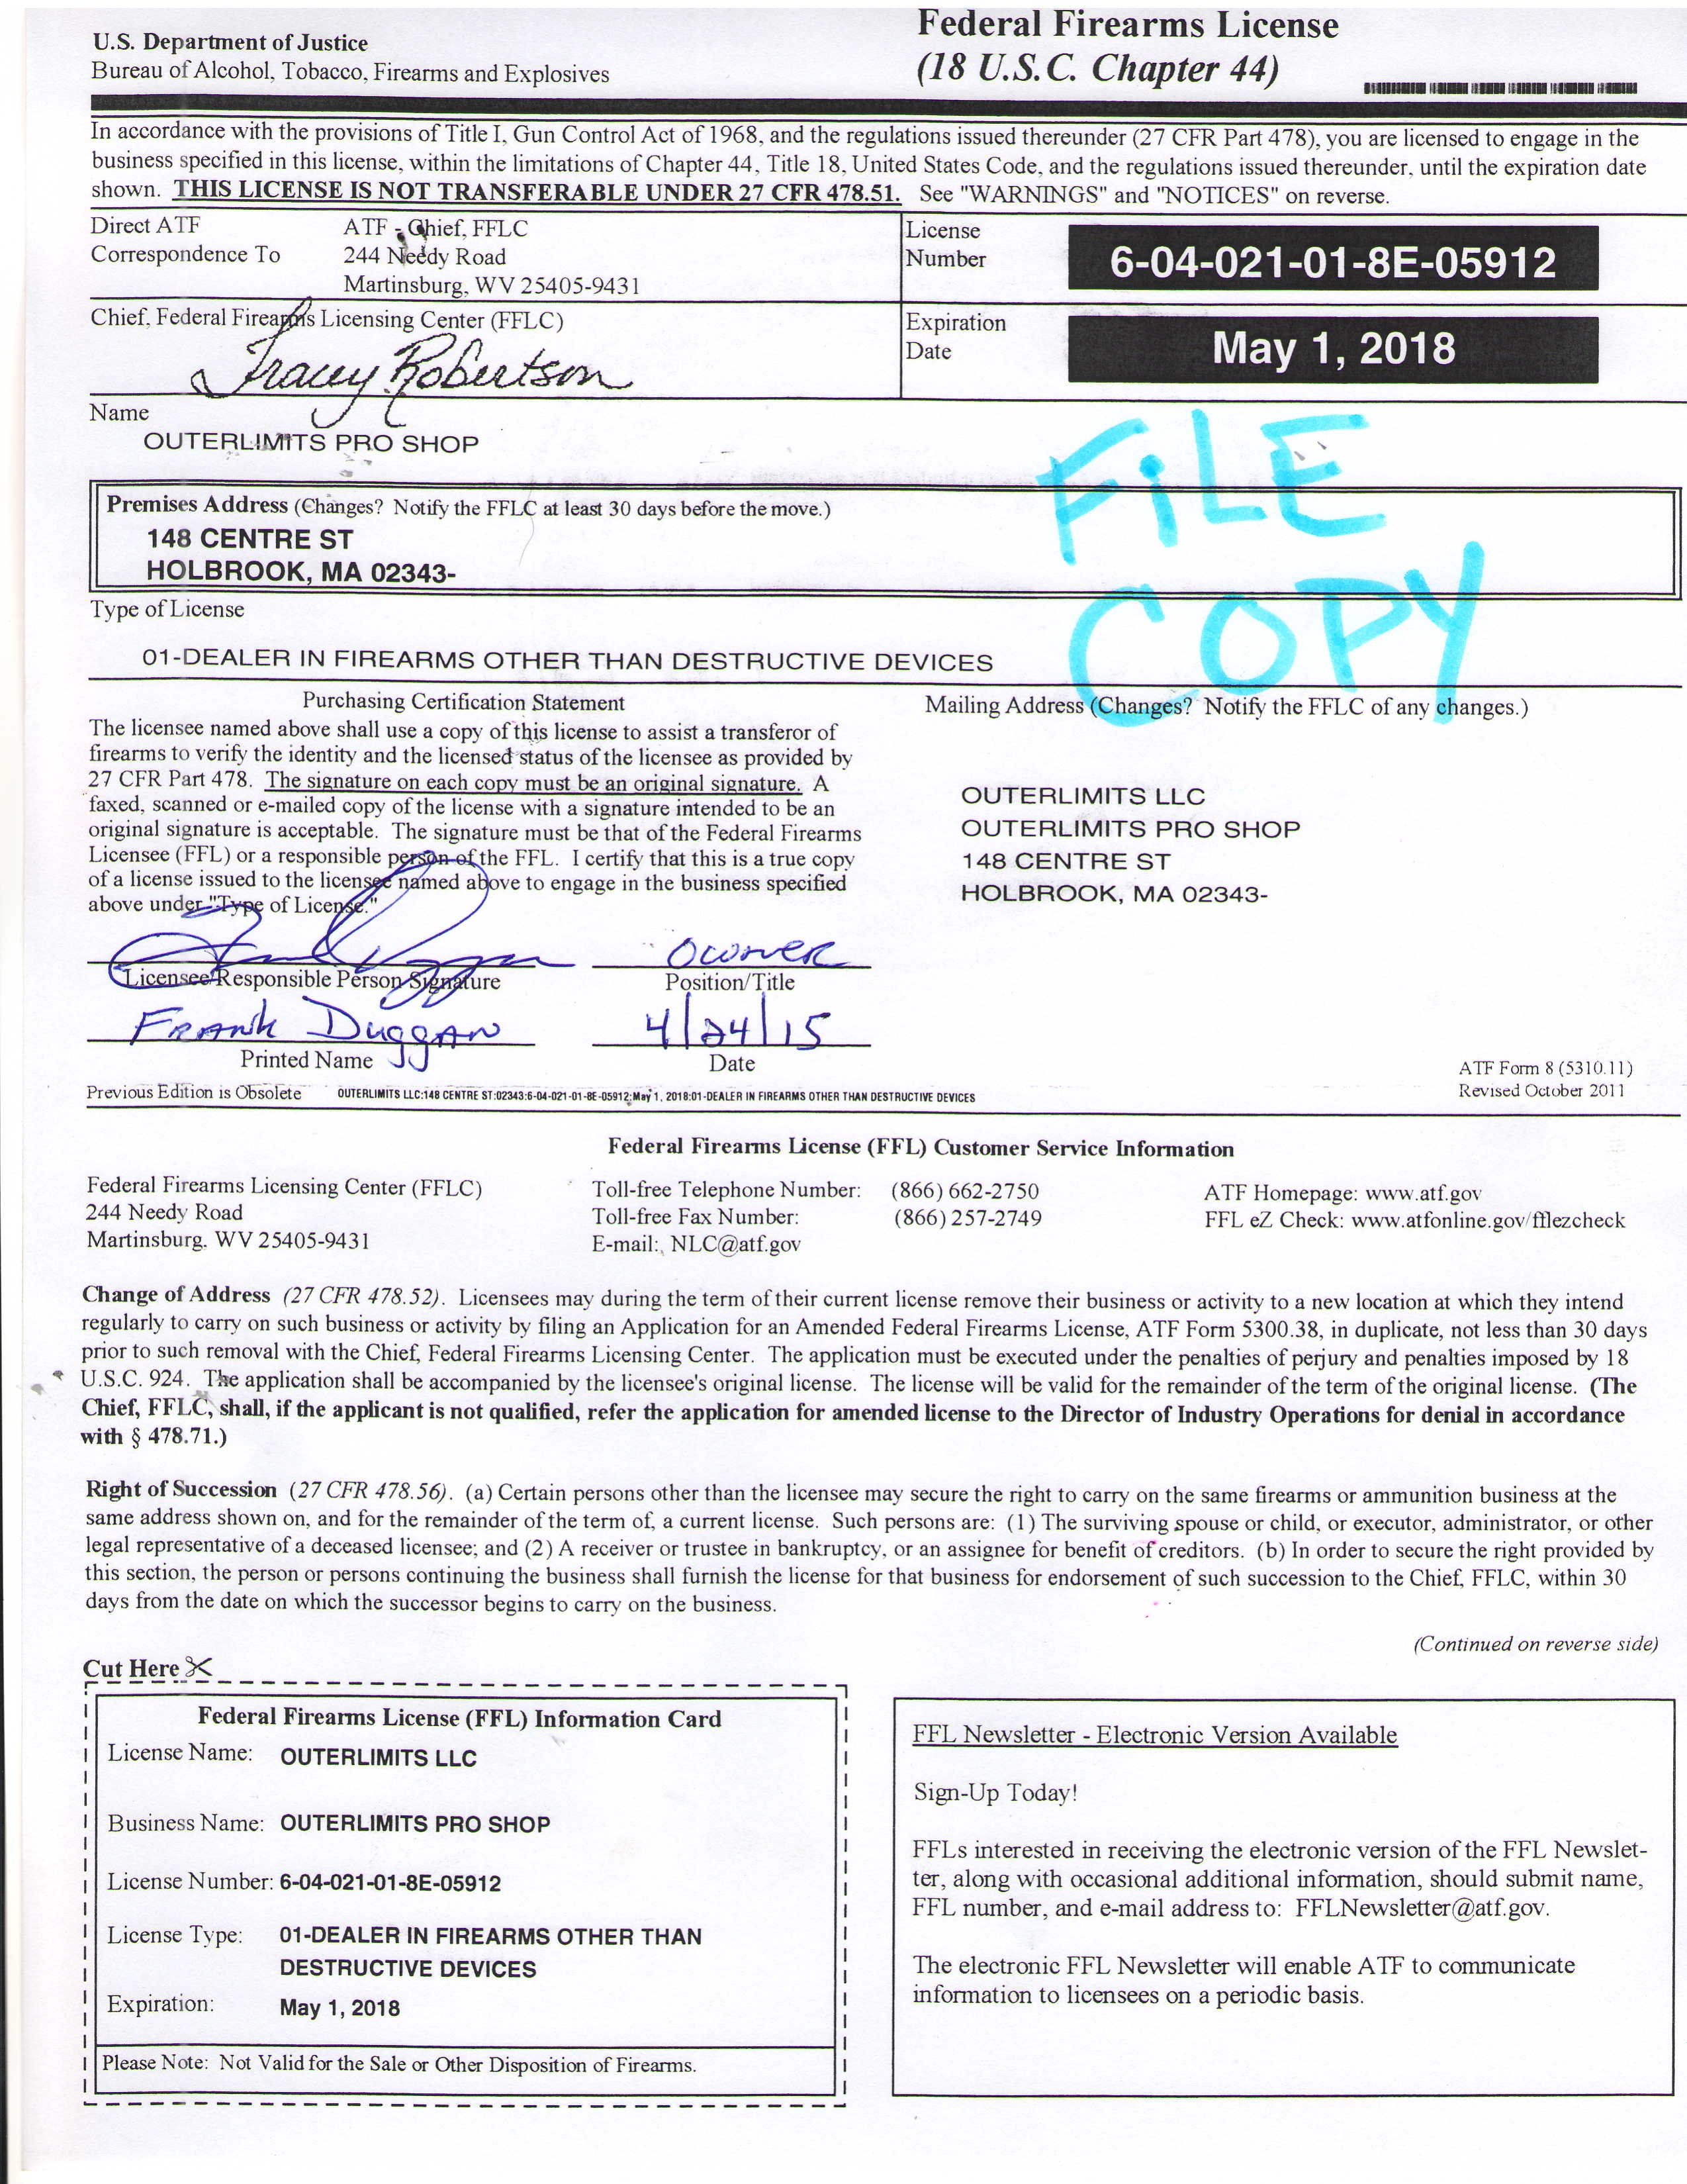 U.S. Department of Justice
Bureau of Alcohol, Tobacco, Firearms and Explosives
Federal Firearms License
(18 U.S.C. Chapter 44)
In accordance with the provisions of Title I, Gun Control Act of 1968, and the regulations issued thereunder (27 CFR Part 478), you are licensed to engage in the
business specified in this license, within the limitations of Chapter 44, Title 18, United States Code, and the regulations issued thereunder, until the expiration date
shown. THIS LICENSE IS NOT TRANSFERABLE UNDER 27 CFR 478.51. See "WARNINGS" and "NOTICES" on reverse.
Direct ATF
Correspondence To
ATF - Chief, FFLC
244 Needy Road
Martinsburg, WV 25405-9431
License
Number
6-04-021-01-8E-05912
Chief, Federal Firearms Licensing Center (FFLC)
Tracey Robertson
Expiration
Date
May 1, 2018
Name
OUTERLIMITS PRO SHOP
FILE
COPY
Premises Address (Changes? Notify the FFLC at least 30 days before the move.)
148 CENTRE ST
HOLBROOK, MA 02343-
Type of License
01-DEALER IN FIREARMS OTHER THAN DESTRUCTIVE DEVICES
Purchasing Certification Statement
The licensee named above shall use a copy of this license to assist a transferor of
firearms to verify the identity and the licensed status of the licensee as provided by
27 CFR Part 478. The signature on each copy must be an original signature. A
faxed, scanned or e-mailed copy of the license with a signature intended to be an
original signature is acceptable. The signature must be that of the Federal Firearms
Licensee (FFL) or a responsible person of the FFL. I certify that this is a true copy
of a license issued to the licensee named above to engage in the business specified
above under "Type of License."
Mailing Address (Changes? Notify the FFLC of any changes.)
OUTERLIMITS LLC
OUTERLIMITS PRO SHOP
148 CENTRE ST
HOLBROOK, MA 02343-
Owner
Licensee/Responsible Person Signature
Position/Title
Frank Duggan
4/24/15
Printed Name
Date
ATF Form 8 (5310.11)
Revised October 2011
Previous Edition is Obsolete
OUTERLIMITS LLC:148 CENTRE ST:02343:6-04-021-01-8E-05912:May 1, 2018:01-DEALER IN FIREARMS OTHER THAN DESTRUCTIVE DEVICES
Federal Firearms License (FFL) Customer Service Information
Federal Firearms Licensing Center (FFLC)
244 Needy Road
Martinsburg, WV 25405-9431
Toll-free Telephone Number: (866) 662-2750
Toll-free Fax Number: (866) 257-2749
E-mail: NLC@atf.gov
ATF Homepage: www.atf.gov
FFL eZ Check: www.atfonline.gov/fflezcheck
Change of Address (27 CFR 478.52). Licensees may during the term of their current license remove their business or activity to a new location at which they intend
regularly to carry on such business or activity by filing an Application for an Amended Federal Firearms License, ATF Form 5300.38, in duplicate, not less than 30 days
prior to such removal with the Chief, Federal Firearms Licensing Center. The application must be executed under the penalties of perjury and penalties imposed by 18
U.S.C. 924. The application shall be accompanied by the licensee's original license. The license will be valid for the remainder of the term of the original license. (The
Chief, FFLC, shall, if the applicant is not qualified, refer the application for amended license to the Director of Industry Operations for denial in accordance
with § 478.71.)
Right of Succession (27 CFR 478.56). (a) Certain persons other than the licensee may secure the right to carry on the same firearms or ammunition business at the
same address shown on, and for the remainder of the term of, a current license. Such persons are: (1) The surviving spouse or child, or executor, administrator, or other
legal representative of a deceased licensee; and (2) A receiver or trustee in bankruptcy, or an assignee for benefit of creditors. (b) In order to secure the right provided by
this section, the person or persons continuing the business shall furnish the license for that business for endorsement of such succession to the Chief, FFLC, within 30
days from the date on which the successor begins to carry on the business.
(Continued on reverse side)
Cut Here
Federal Firearms License (FFL) Information Card
License Name: OUTERLIMITS LLC
Business Name: OUTERLIMITS PRO SHOP
License Number: 6-04-021-01-8E-05912
License Type: 01-DEALER IN FIREARMS OTHER THAN
DESTRUCTIVE DEVICES
Expiration: May 1, 2018
Please Note: Not Valid for the Sale or Other Disposition of Firearms.
FFL Newsletter - Electronic Version Available
Sign-Up Today!
FFLs interested in receiving the electronic version of the FFL Newslet-
ter, along with occasional additional information, should submit name,
FFL number, and e-mail address to: FFLNewsletter@atf.gov.
The electronic FFL Newsletter will enable ATF to communicate
information to licensees on a periodic basis.